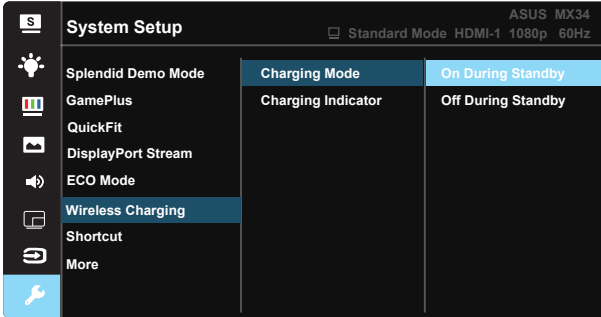 S
System Setup
ASUS MX34
Standard Mode HDMI-1 1080p 60Hz
Splendid Demo Mode
GamePlus
QuickFit
DisplayPort Stream
ECO Mode
Wireless Charging
Shortcut
More
Charging Mode
Charging Indicator
On During Standby
Off During Standby